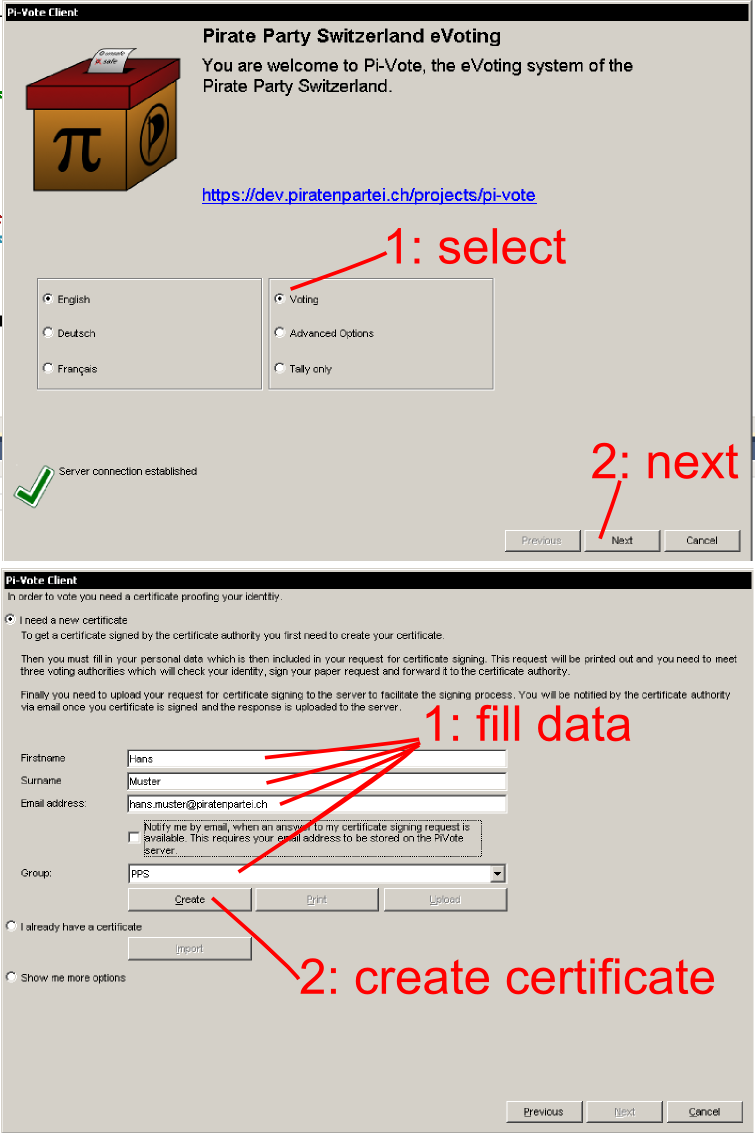 Pi-Vote Client
Pirate Party Switzerland eVoting
You are welcome to Pi-Vote, the eVoting system of the
Pirate Party Switzerland.
unsafe
safe
π
https://dev.piratenpartei.ch/projects/pi-vote
1: select
English
Voting
Deutsch
Advanced Options
Français
Tally only
2: next
Server connection established
Previous
Next
Cancel
Pi-Vote Client
In order to vote you need a certificate proofing your identtiy.
I need a new certificate
To get a certificate signed by the certificate authority you first need to create your certificate.
Then you must fill in your personal data which is then included in your request for certificate signing. This request will be printed out and you need to meet
three voting authorities which will check your identity, sign your paper request and forward it to the certificate authority.
Finally you need to upload your request for certificate signing to the server to facilitate the signing process. You will be notified by the certificate authority
via email once you certificate is signed and the response is uploaded to the server.
1: fill data
Firstname
Hans
Surname
Muster
Email address:
hans.muster@piratenpartei.ch
Notify me by email, when an answer to my certificate signing request is
available. This requires your email address to be stored on the PiVote
server.
Group:
PPS
Create
Print
Upload
I already have a certificate
Import
2: create certificate
Show me more options
Previous
Next
Cancel